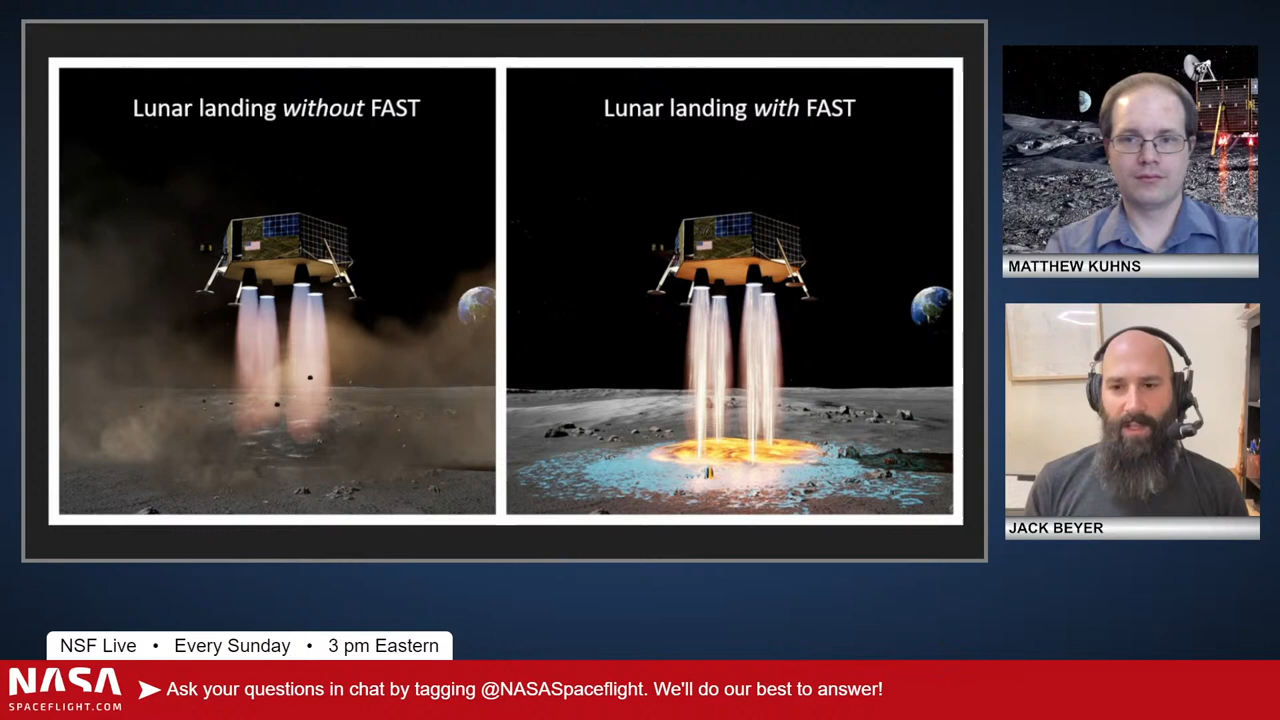 Lunar landing without FAST
Lunar landing with FAST
MATTHEW KUHNS
JACK BEYER
NSF Live • Every Sunday • 3 pm Eastern
NASA
SPACEFLIGHT.COM
Ask your questions in chat by tagging @NASASpaceflight. We'll do our best to answer!